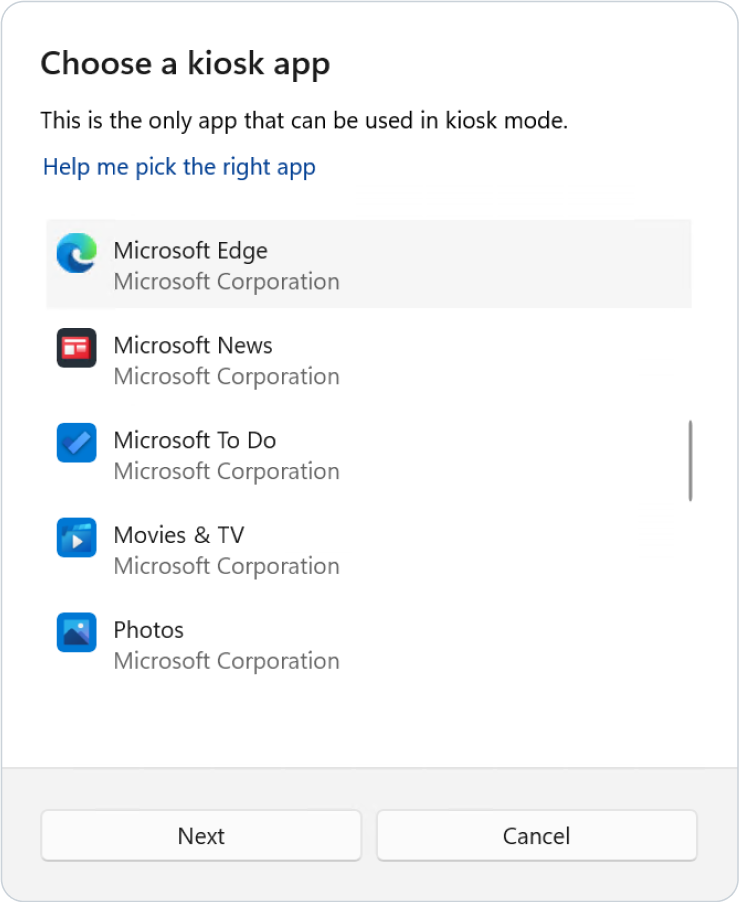 Choose a kiosk app
This is the only app that can be used in kiosk mode.
Help me pick the right app
Microsoft Edge
Microsoft Corporation
Microsoft News
Microsoft Corporation
Microsoft To Do
Microsoft Corporation
Movies & TV
Microsoft Corporation
Photos
Microsoft Corporation
Next
Cancel